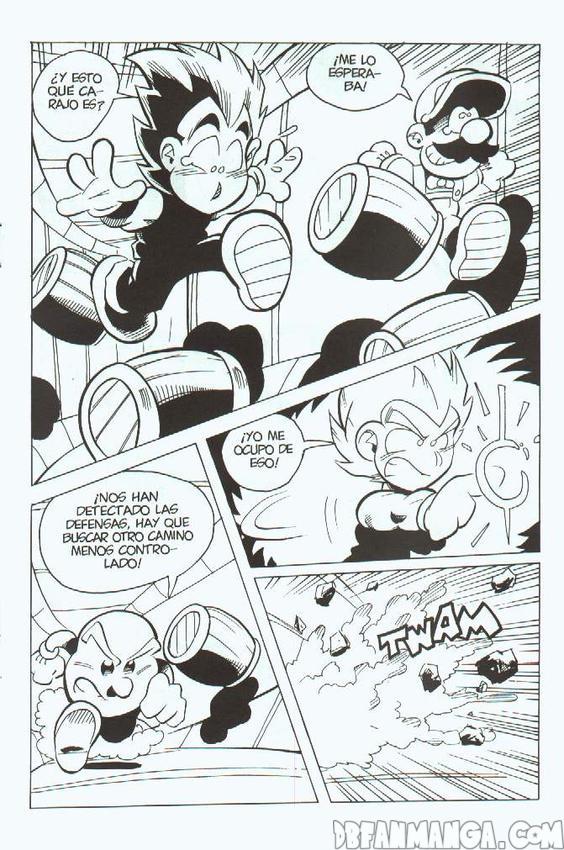 ¿Y ESTO
QUÉ CA-
RAJO ES?
¡ME LO
ESPERA-
BA!
¡YO ME
OCUPO DE
ESO!
¡NOS HAN
DETECTADO LAS
DEFENSAS, HAY QUE
BUSCAR OTRO CAMINO
MENOS CONTRO-
LADO!
TWAM
DBFANMANGA.COM